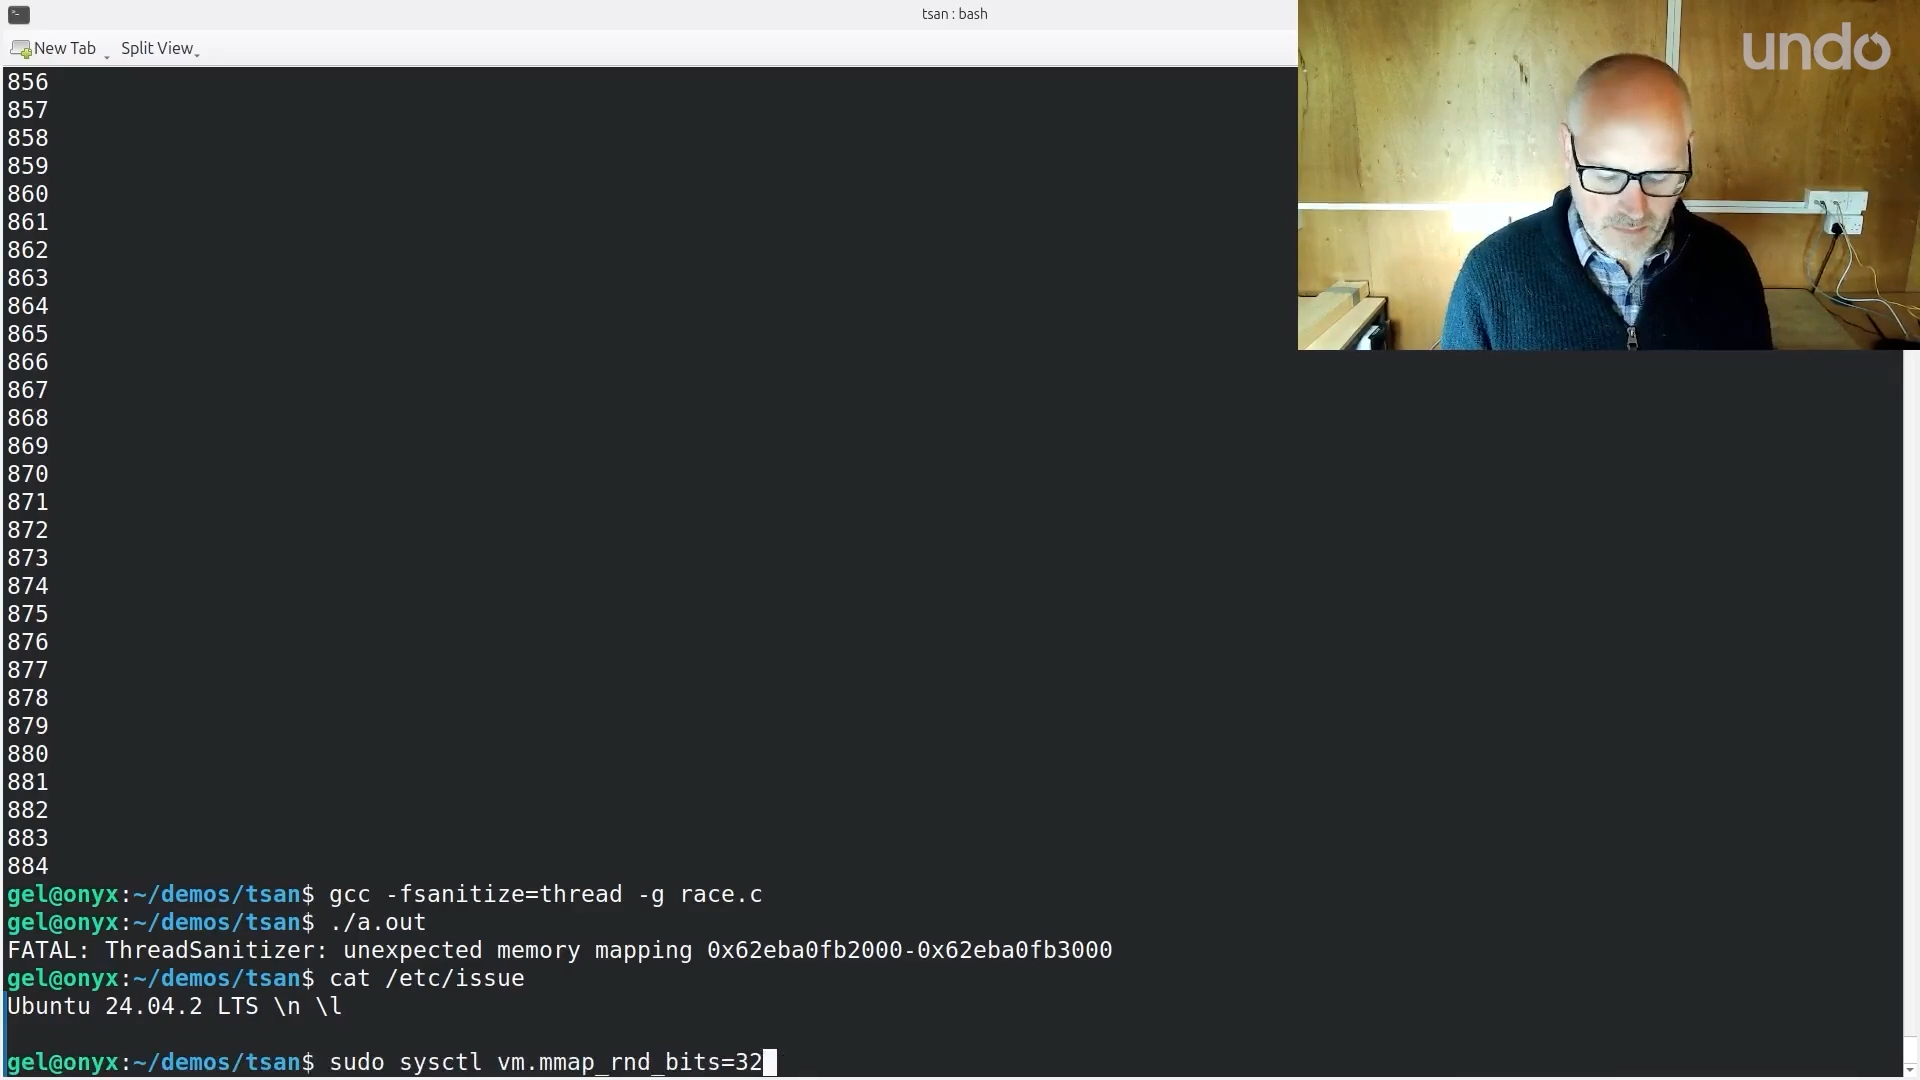 tsan : bash
undo
New Tab
Split View
856
857
858
859
860
861
862
863
864
865
866
867
868
869
870
871
872
873
874
875
876
877
878
879
880
881
882
883
884
gel@onyx:~/demos/tsan$ gcc -fsanitize=thread -g race.c
gel@onyx:~/demos/tsan$ ./a.out
FATAL: ThreadSanitizer: unexpected memory mapping 0x62eba0fb2000-0x62eba0fb3000
gel@onyx:~/demos/tsan$ cat /etc/issue
Ubuntu 24.04.2 LTS \n \l
gel@onyx:~/demos/tsan$ sudo sysctl vm.mmap_rnd_bits=32